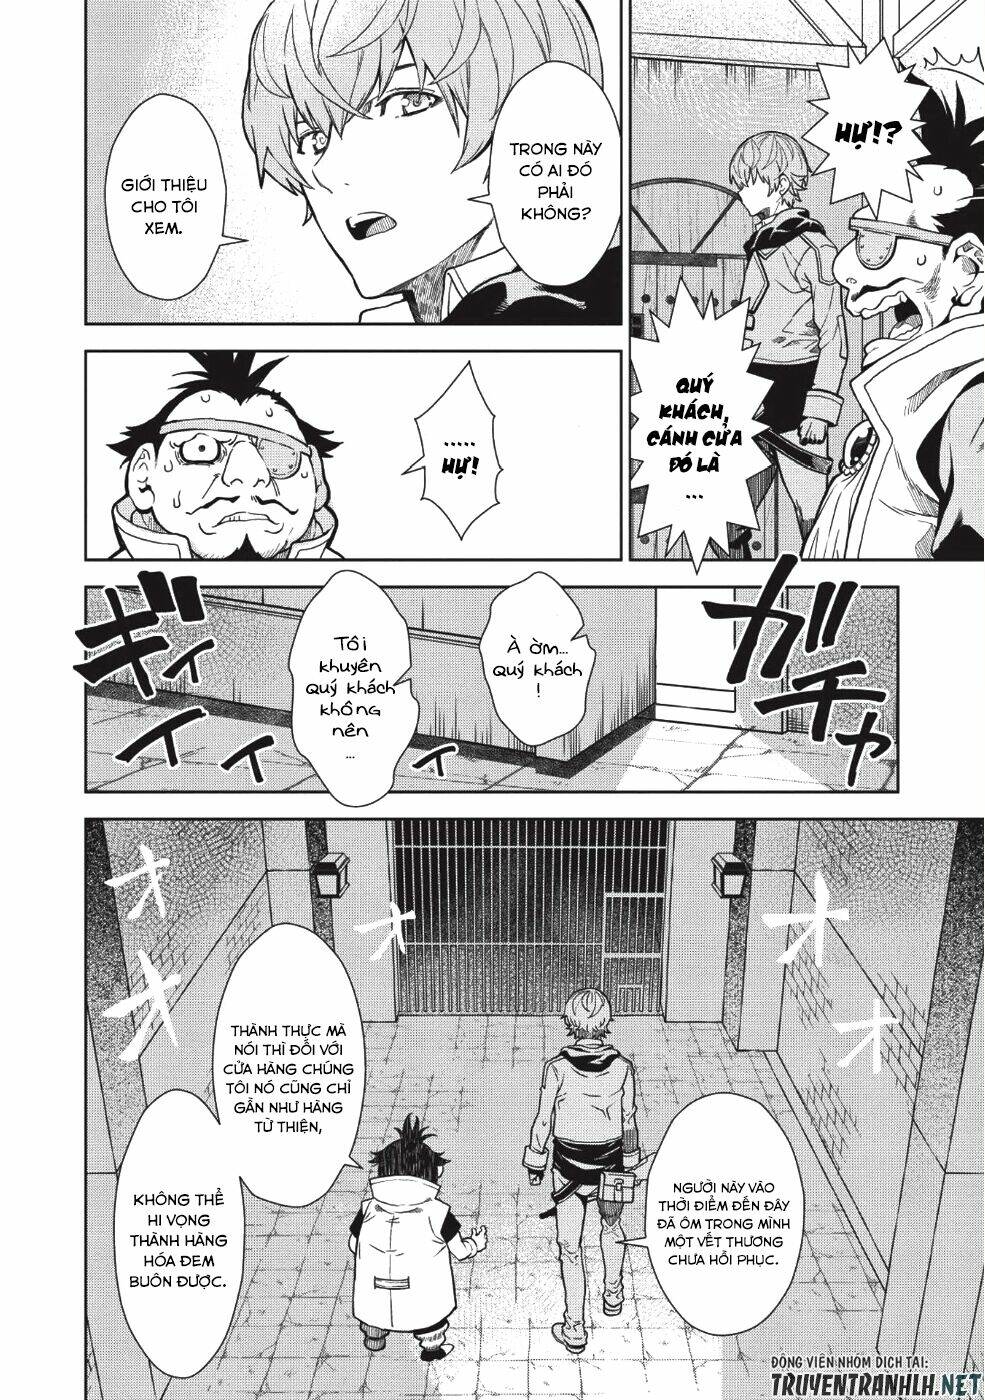 HỰ!?
QUÝ
KHÁCH,
CÁNH CỬA
ĐÓ LÀ
...
TRONG NÀY
CÓ AI ĐÓ
PHẢI
KHÔNG?
GIỚI THIỆU
CHO TÔI
XEM.
......
HỰ!
ガチャ
À ờm...
Quý khách
!
Tôi
khuyên
Quý khách
không
nên
...
ギィィィ
オ
オ
オ
オ
オ
NGƯỜI NÀY VÀO
THỜI ĐIỂM ĐẾN ĐÂY
ĐÃ ÔM TRONG MÌNH
MỘT VẾT THƯƠNG
CHƯA HỒI PHỤC.
THÀNH THỰC MÀ
NÓI THÌ ĐỐI VỚI
CỬA HÀNG CHÚNG
TÔI NÓ CŨNG CHỈ
GẦN NHƯ HÀNG
TỪ THIỆN,
KHÔNG THỂ
HI VỌNG
THÀNH HÀNG
HÓA ĐEM
BUÔN ĐƯỢC.
ĐỘNG VIÊN NHÓM DỊCH TẠI:
TRUYENTRANHLH.NET